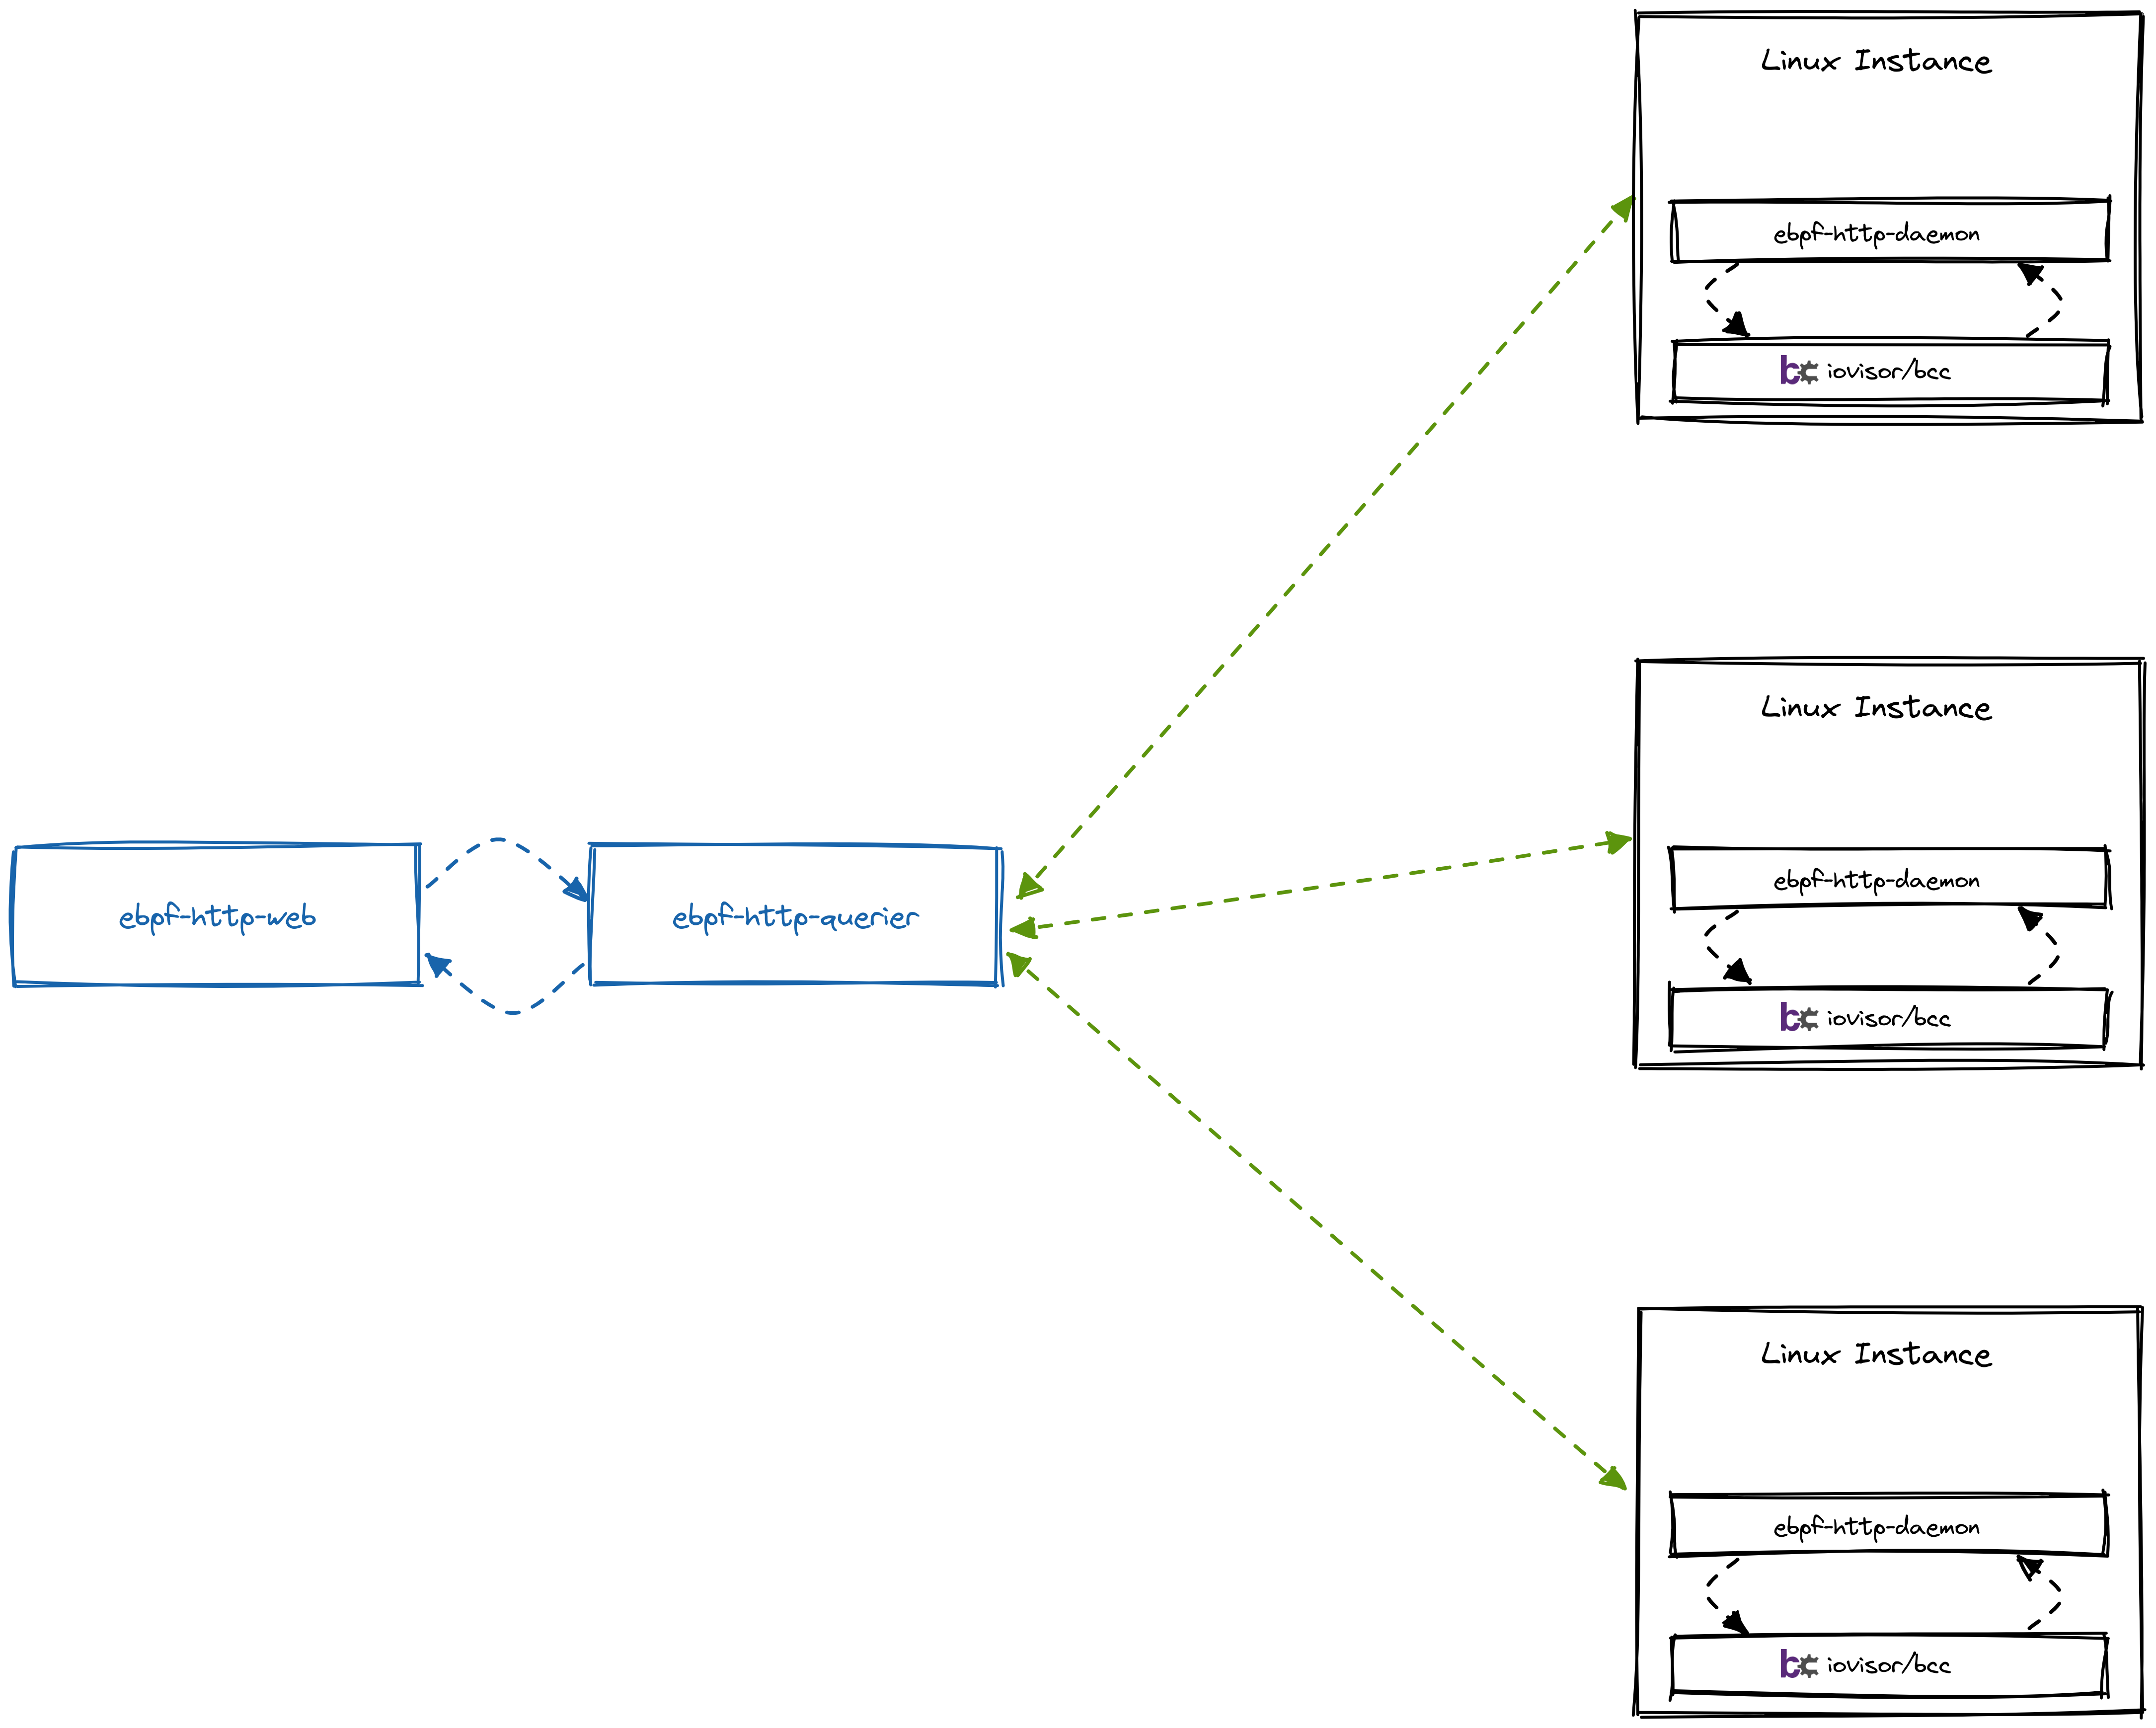 Linux Instance
ebpf-http-daemon
bc iovisor/bcc
Linux Instance
ebpf-http-web
ebpf-http-querier
ebpf-http-daemon
bc iovisor/bcc
Linux Instance
ebpf-http-daemon
bc iovisor/bcc